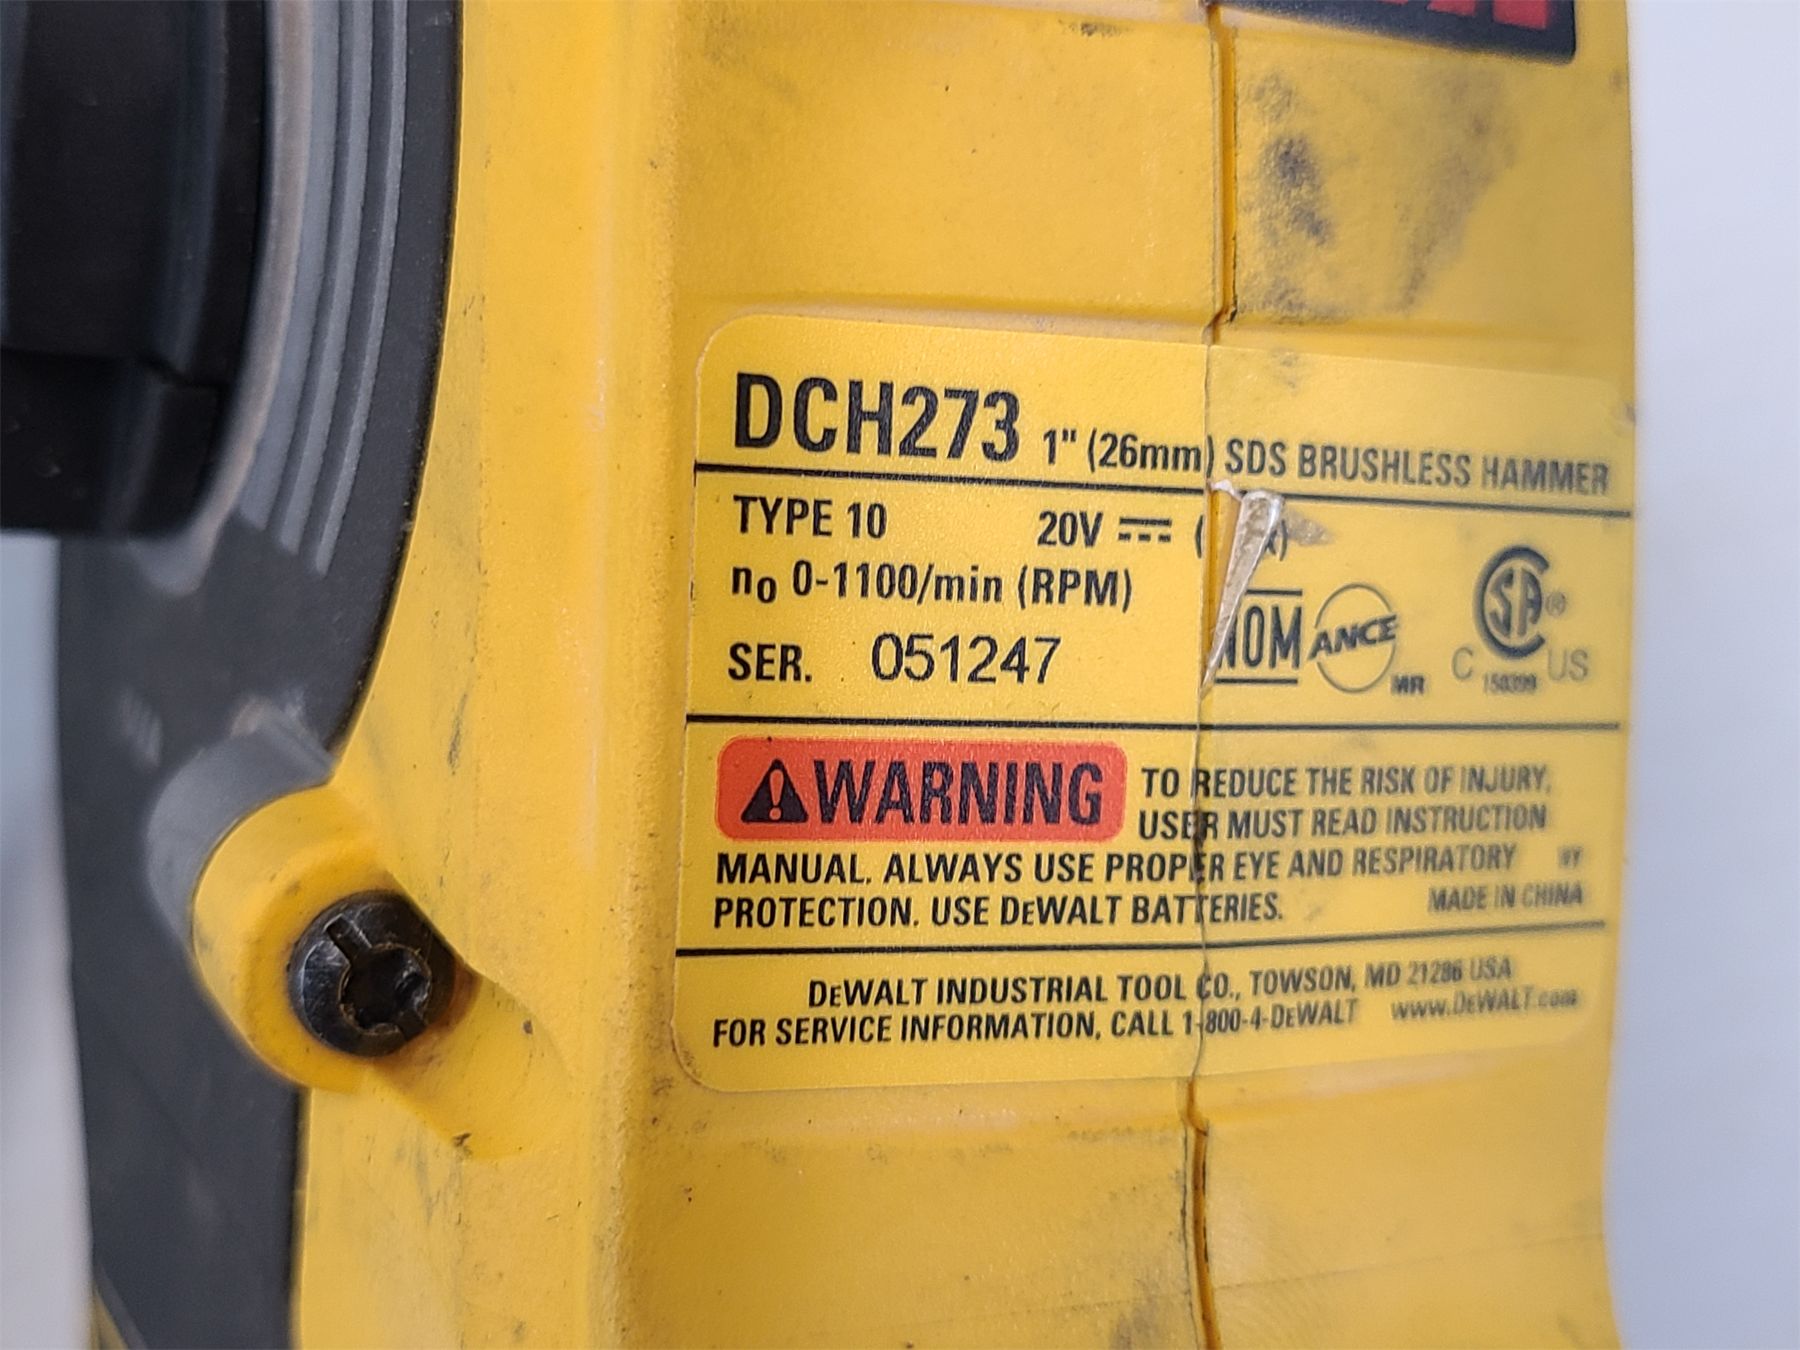 DCH273 1" (26mm) SDS BRUSHLESS HAMMER
TYPE 10 20V
n₀ 0-1100/min (RPM)
SER. 051247
NOM ANCE MR
CSA ® C US
WARNING TO REDUCE THE RISK OF INJURY,
USER MUST READ INSTRUCTION
MANUAL. ALWAYS USE PROPER EYE AND RESPIRATORY
PROTECTION. USE DEWALT BATTERIES.
MADE IN CHINA
DEWALT INDUSTRIAL TOOL CO., TOWSON, MD 21286 USA
FOR SERVICE INFORMATION, CALL 1-800-4-DEWALT www.DEWALT.com